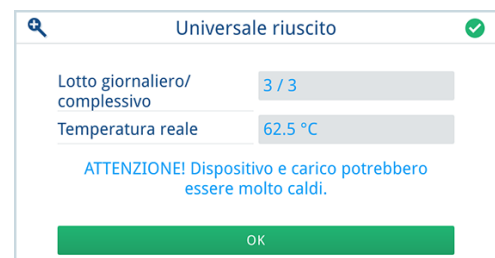 Universale riuscito
Lotto giornaliero/
complessivo
3 / 3
Temperatura reale
62.5 °C
ATTENZIONE! Dispositivo e carico potrebbero
essere molto caldi.
OK